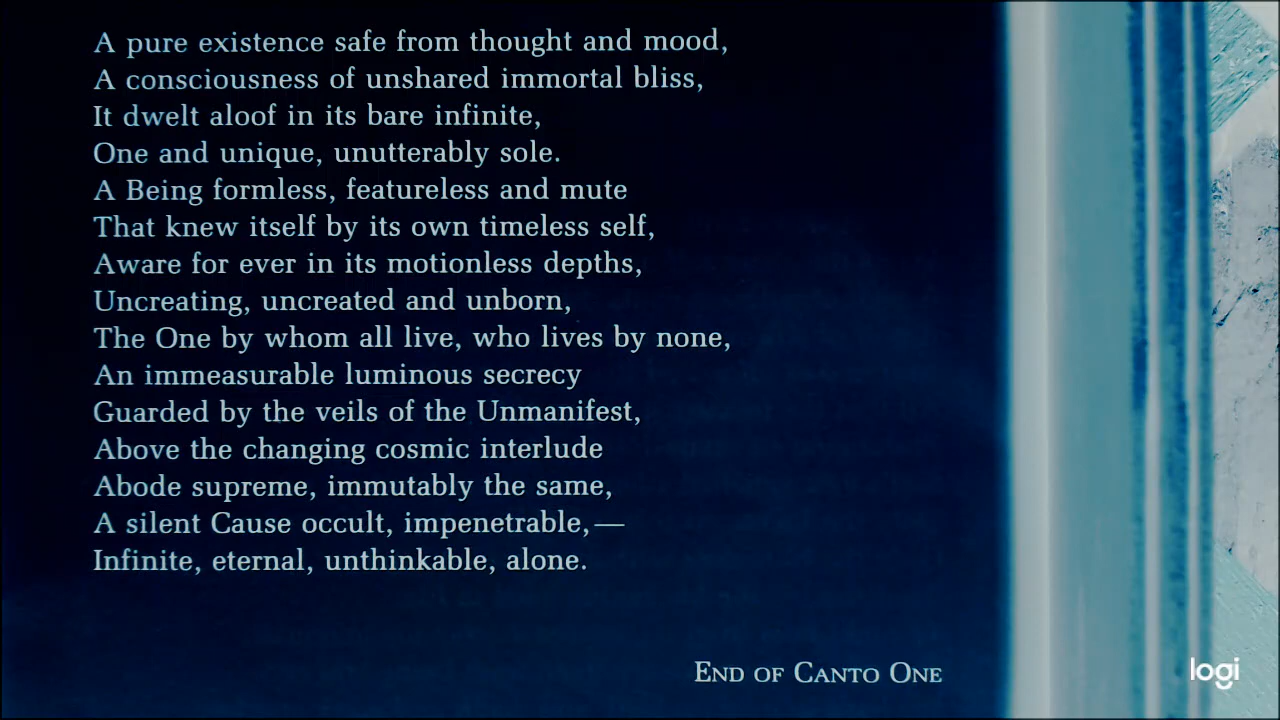 A pure existence safe from thought and mood,
A consciousness of unshared immortal bliss,
It dwelt aloof in its bare infinite,
One and unique, unutterably sole.
A Being formless, featureless and mute
That knew itself by its own timeless self,
Aware for ever in its motionless depths,
Uncreating, uncreated and unborn,
The One by whom all live, who lives by none,
An immeasurable luminous secrecy
Guarded by the veils of the Unmanifest,
Above the changing cosmic interlude
Abode supreme, immutably the same,
A silent Cause occult, impenetrable,—
Infinite, eternal, unthinkable, alone.
END OF CANTO ONE
logi